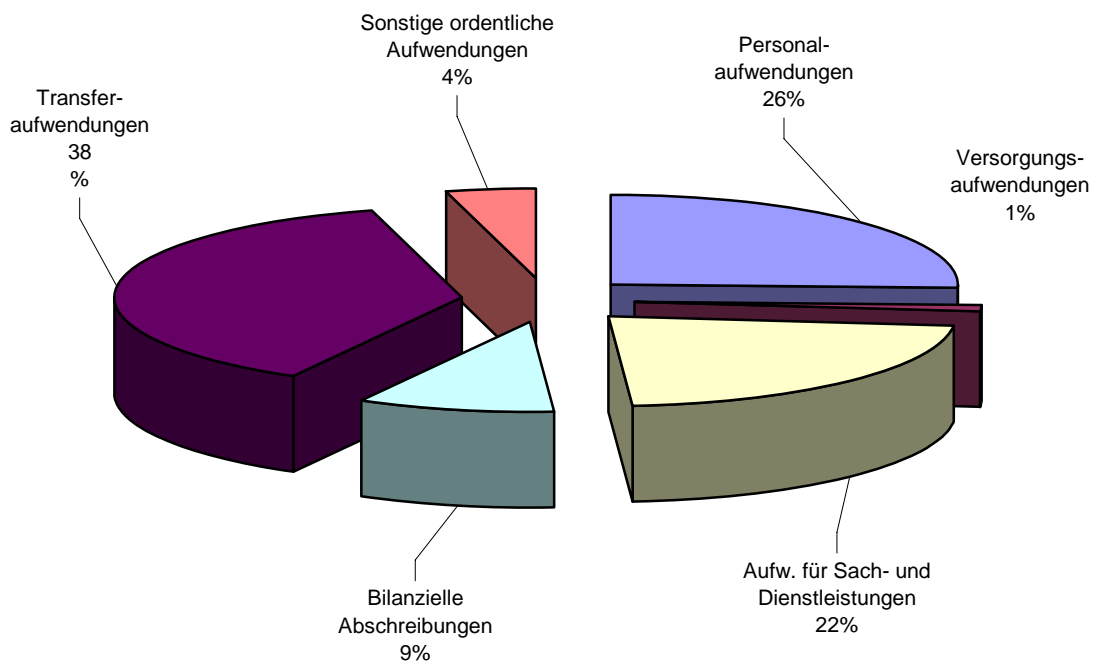 Sonstige ordentliche
Aufwendungen
4%
Personal-
aufwendungen
26%
Transfer-
aufwendungen
38
%
Versorgungs-
aufwendungen
1%
Aufw. für Sach- und
Dienstleistungen
22%
Bilanzielle
Abschreibungen
9%